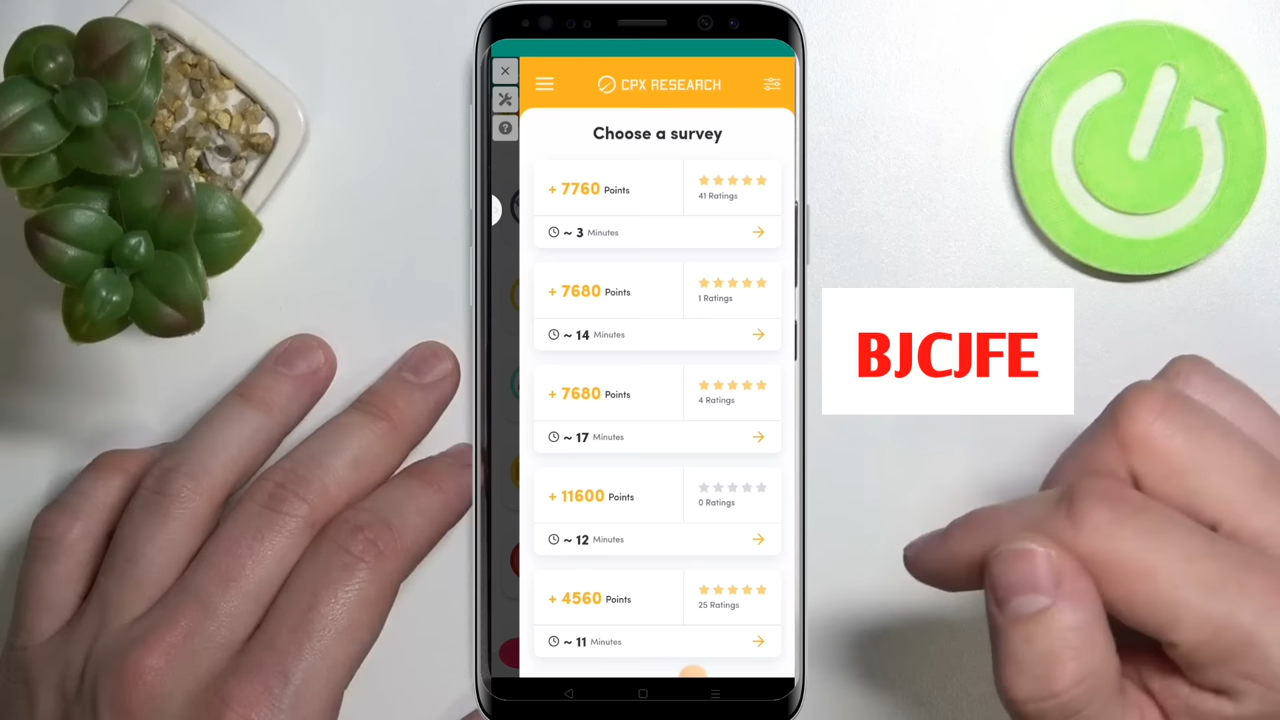 CPX RESEARCH
Choose a survey
+ 7760 Points
41 Ratings
~ 3 Minutes
+ 7680 Points
1 Ratings
~ 14 Minutes
+ 7680 Points
4 Ratings
~ 17 Minutes
+ 11600 Points
0 Ratings
~ 12 Minutes
+ 4560 Points
25 Ratings
~ 11 Minutes
BJCJFE